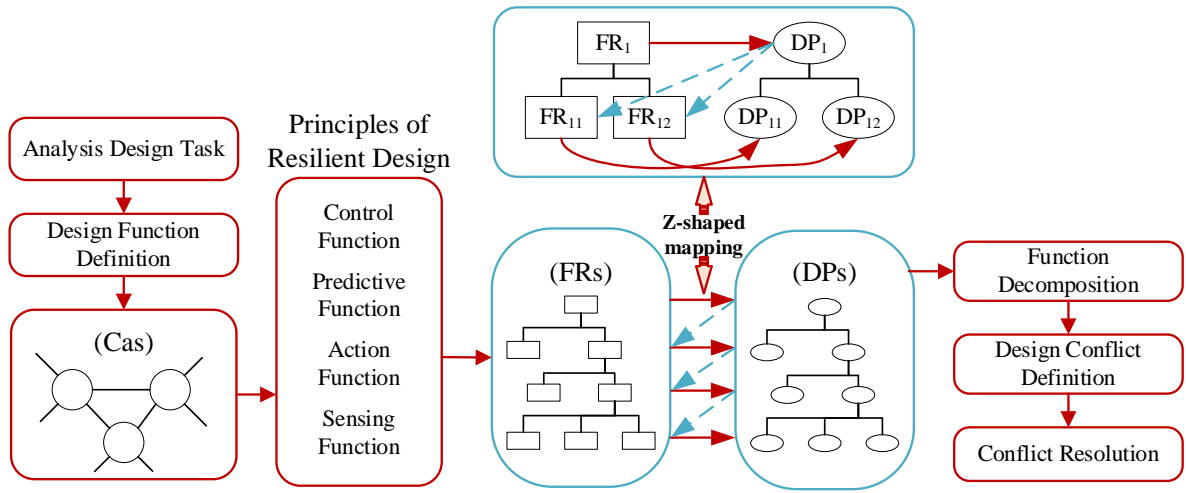 Analysis Design Task
Design Function
Definition
(Cas)
Principles of
Resilient Design
Control
Function
Predictive
Function
Action
Function
Sensing
Function
FR1
DP1
FR11
FR12
DP11
DP12
Z-shaped
mapping
(FRs)
(DPs)
Function
Decomposition
Design Conflict
Definition
Conflict Resolution